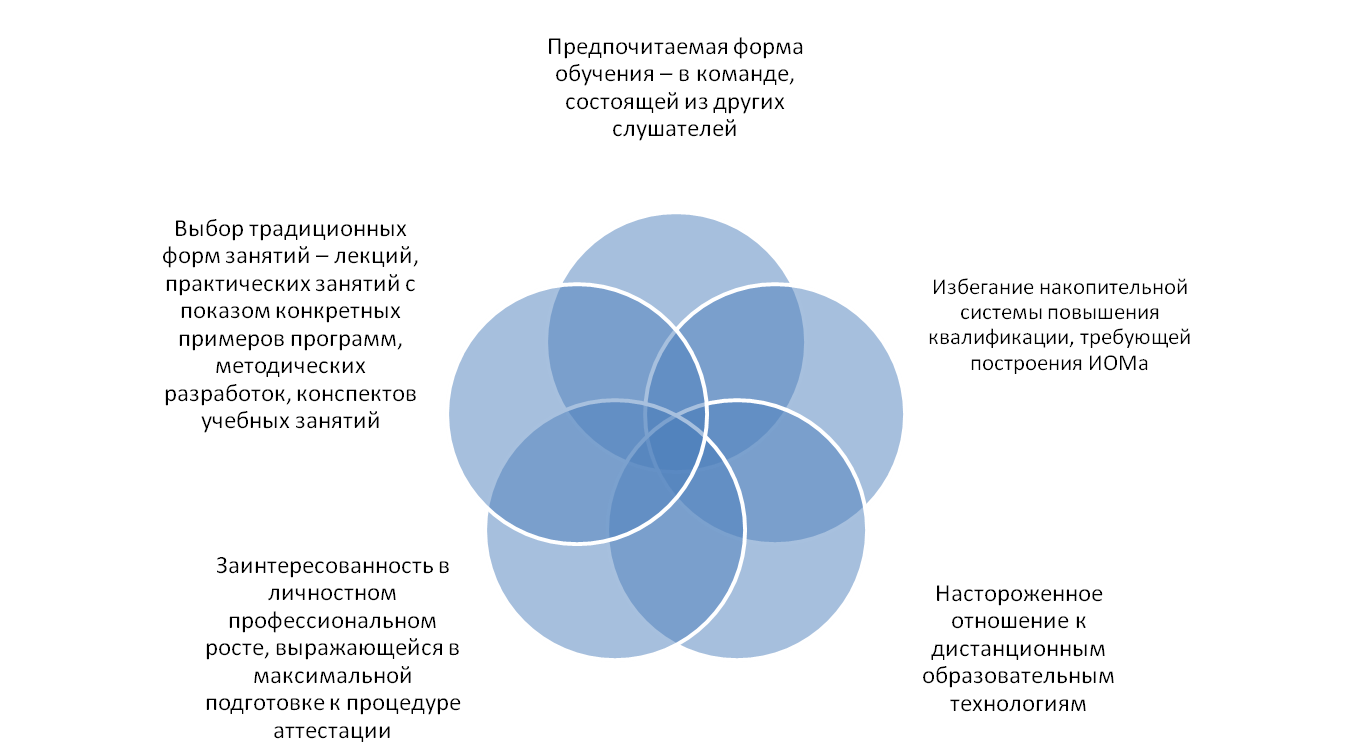 Предпочитаемая форма
обучения – в команде,
состоящей из других
слушателей
Избегание накопительной
системы повышения
квалификации, требующей
построения ИОМа
Настороженное
отношение к
дистанционным
образовательным
технологиям
Заинтересованность в
личностном
профессиональном
росте, выражающейся в
максимальной
подготовке к процедуре
аттестации
Выбор традиционных
форм занятий – лекций,
практических занятий с
показом конкретных
примеров программ,
методических
разработок, конспектов
учебных занятий